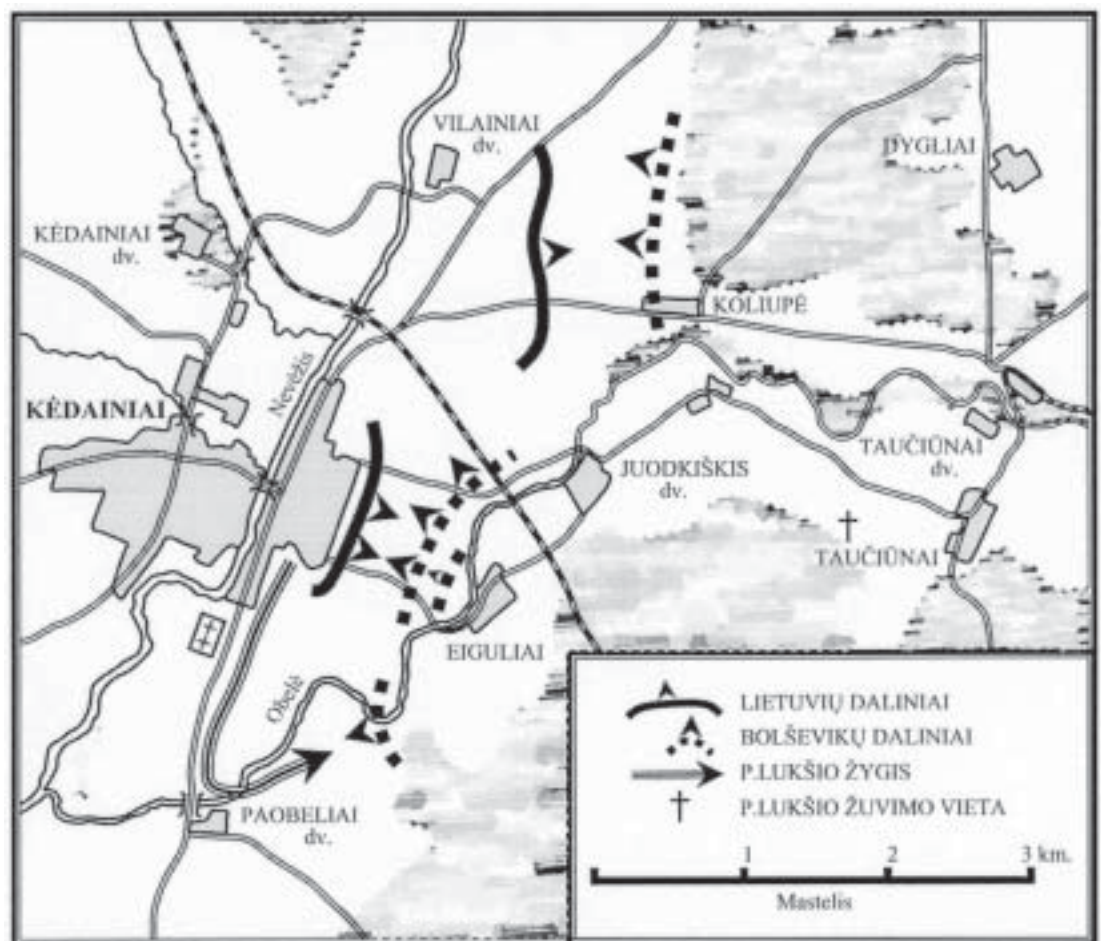 VILAINIAI
dv.
DYGLIAI
KĖDAINIAI
dv.
KOLIUPĖ
Nevėžis
KĖDAINIAI
TAUČIŪNAI
dv.
JUODKIŠKIS
dv.
TAUČIŪNAI
EIGULIAI
Obelė
PAOBELIAI
dv.
LIETUVIŲ DALINIAI
BOLŠEVIKŲ DALINIAI
P.LUKŠIO ŽYGIS
P.LUKŠIO ŽUVIMO VIETA
1 2 3 km.
Mastelis